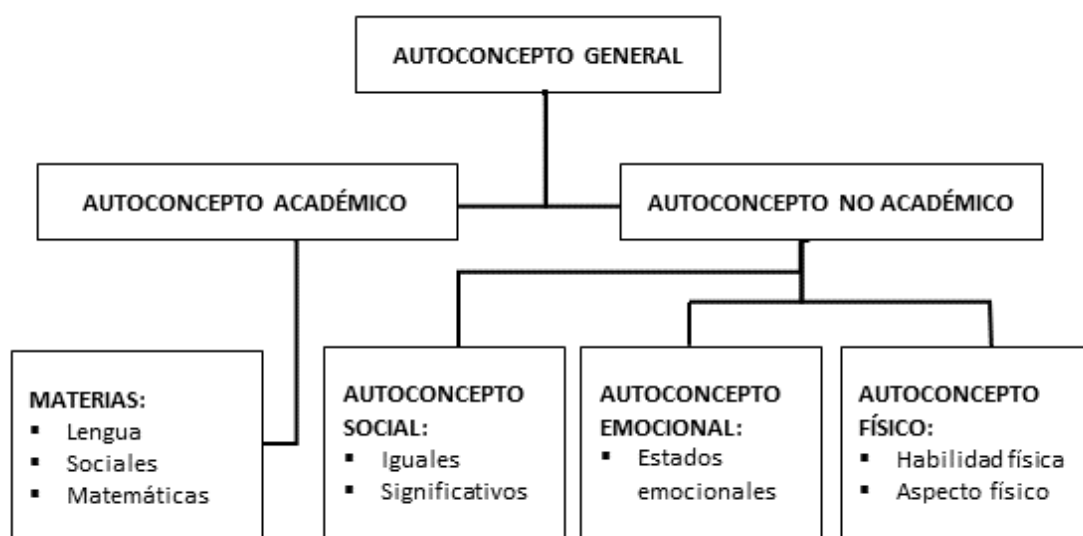 AUTOCONCEPTO GENERAL
AUTOCONCEPTO ACADÉMICO
AUTOCONCEPTO NO ACADÉMICO
MATERIAS:
▪ Lengua
▪ Sociales
▪ Matemáticas
AUTOCONCEPTO
SOCIAL:
▪ Iguales
▪ Significativos
AUTOCONCEPTO
EMOCIONAL:
▪ Estados
emocionales
AUTOCONCEPTO
FÍSICO:
▪ Habilidad física
▪ Aspecto físico